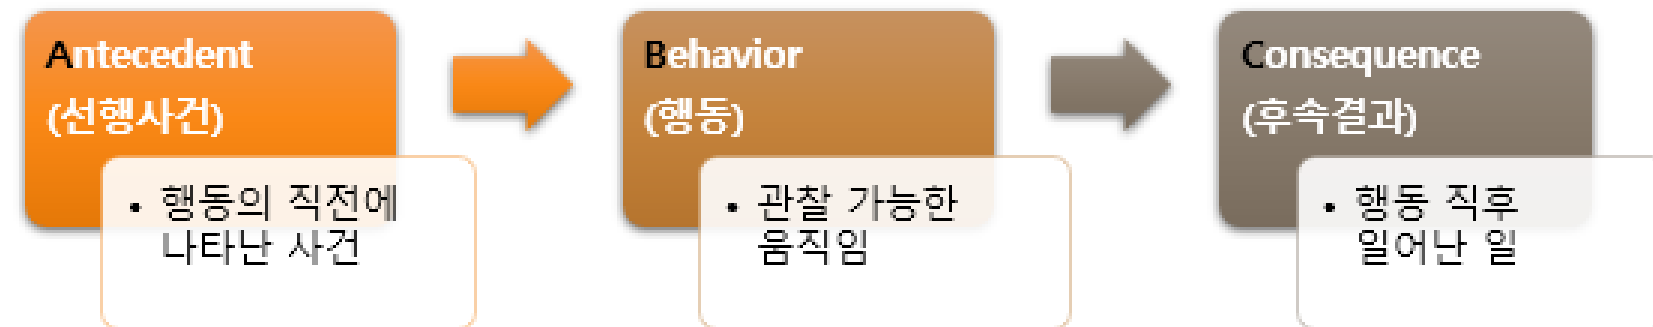 Antecedent
(선행사건)
• 행동의 직전에
나타난 사건
Behavior
(행동)
• 관찰 가능한
움직임
Consequence
(후속결과)
• 행동 직후
일어난 일